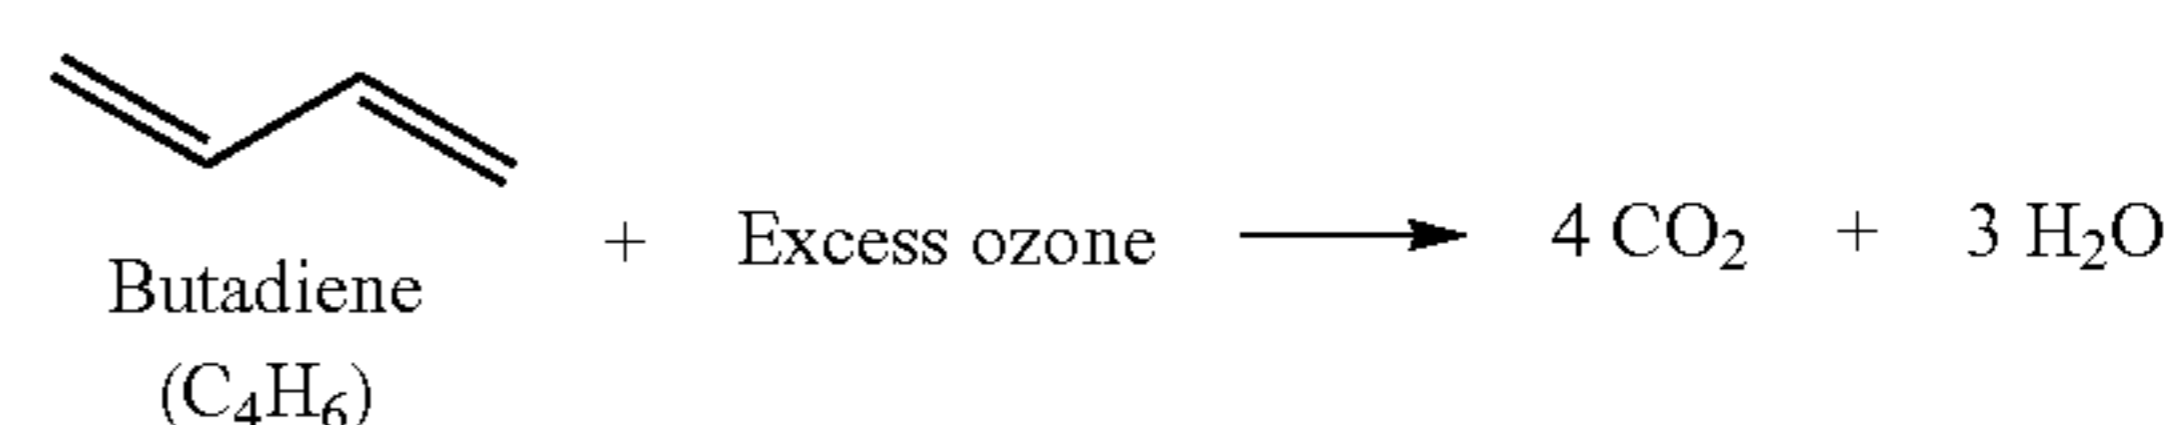 Butadiene
(C₄H₆)
+ Excess ozone 4 CO₂ + 3 H₂O